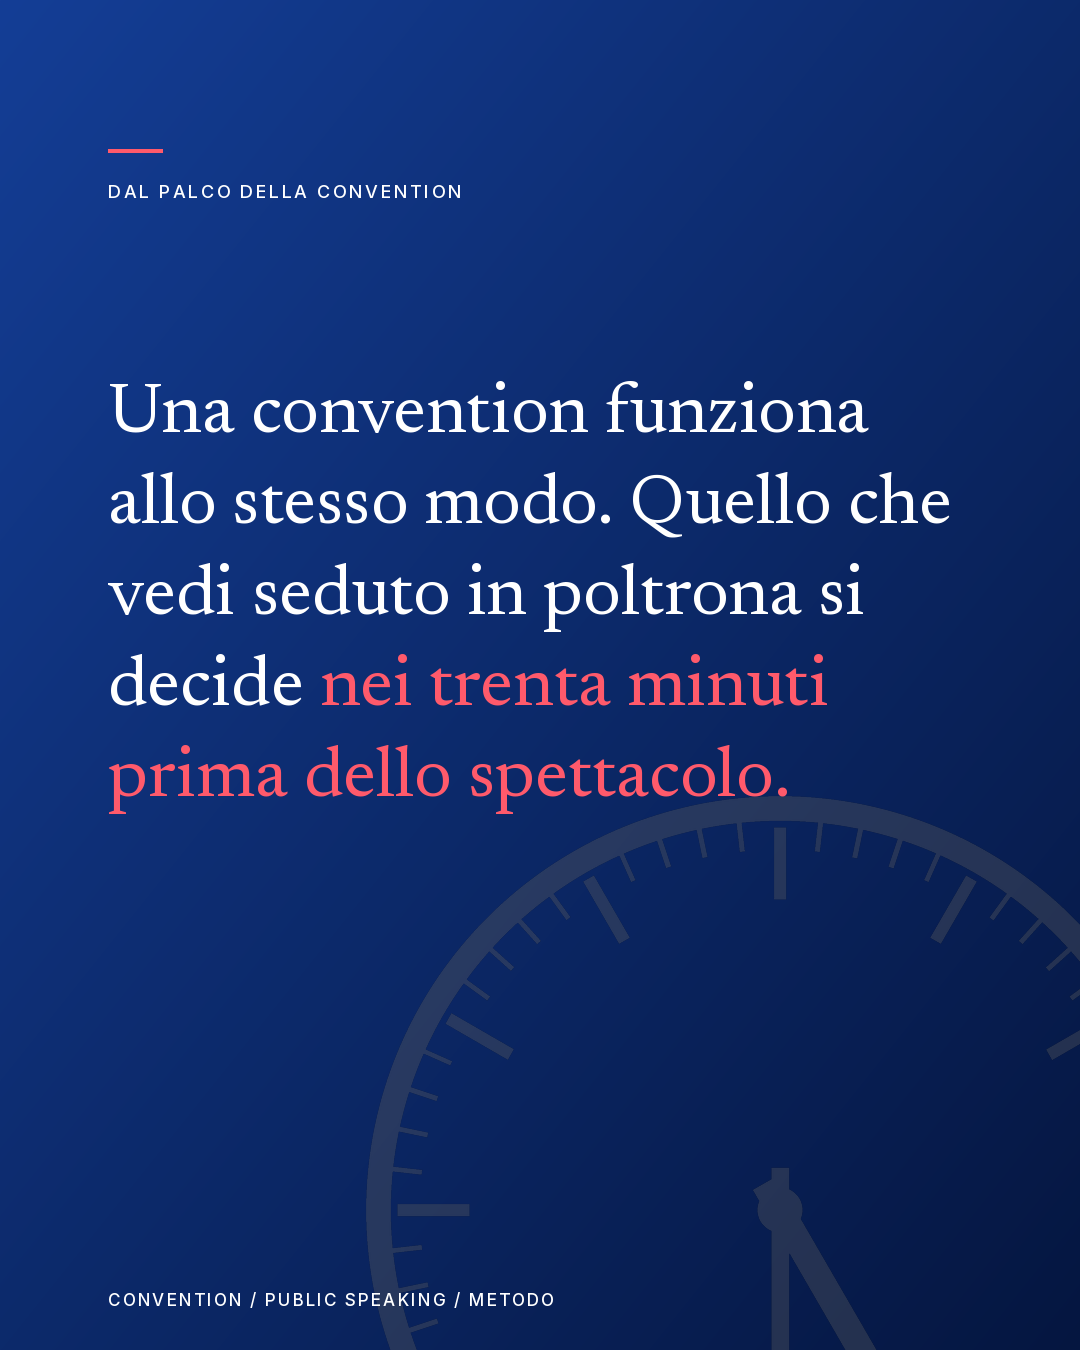 DAL PALCO DELLA CONVENTION
Una convention funziona
allo stesso modo. Quello che
vedi seduto in poltrona si
decide nei trenta minuti
prima dello spettacolo.
CONVENTION / PUBLIC SPEAKING / METODO